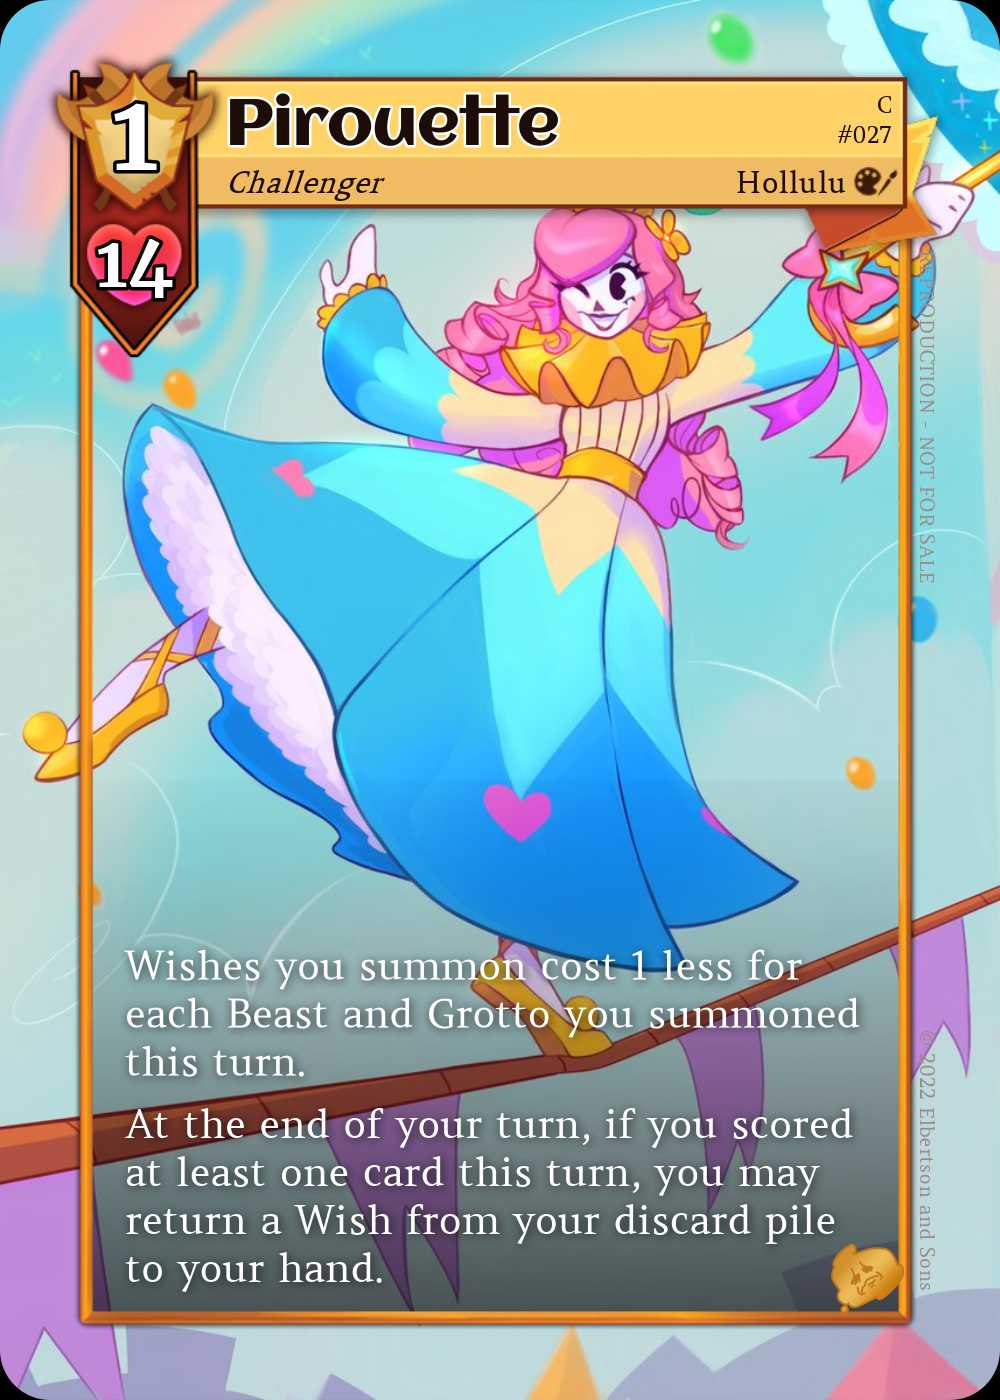 1
Pirouette
C
#027
14
Challenger
Hollulu
PRODUCTION - NOT FOR SALE
Wishes you summon cost 1 less for
each Beast and Grotto you summoned
this turn.
At the end of your turn, if you scored
at least one card this turn, you may
return a Wish from your discard pile
to your hand.
© 2022 Elbertson and Sons